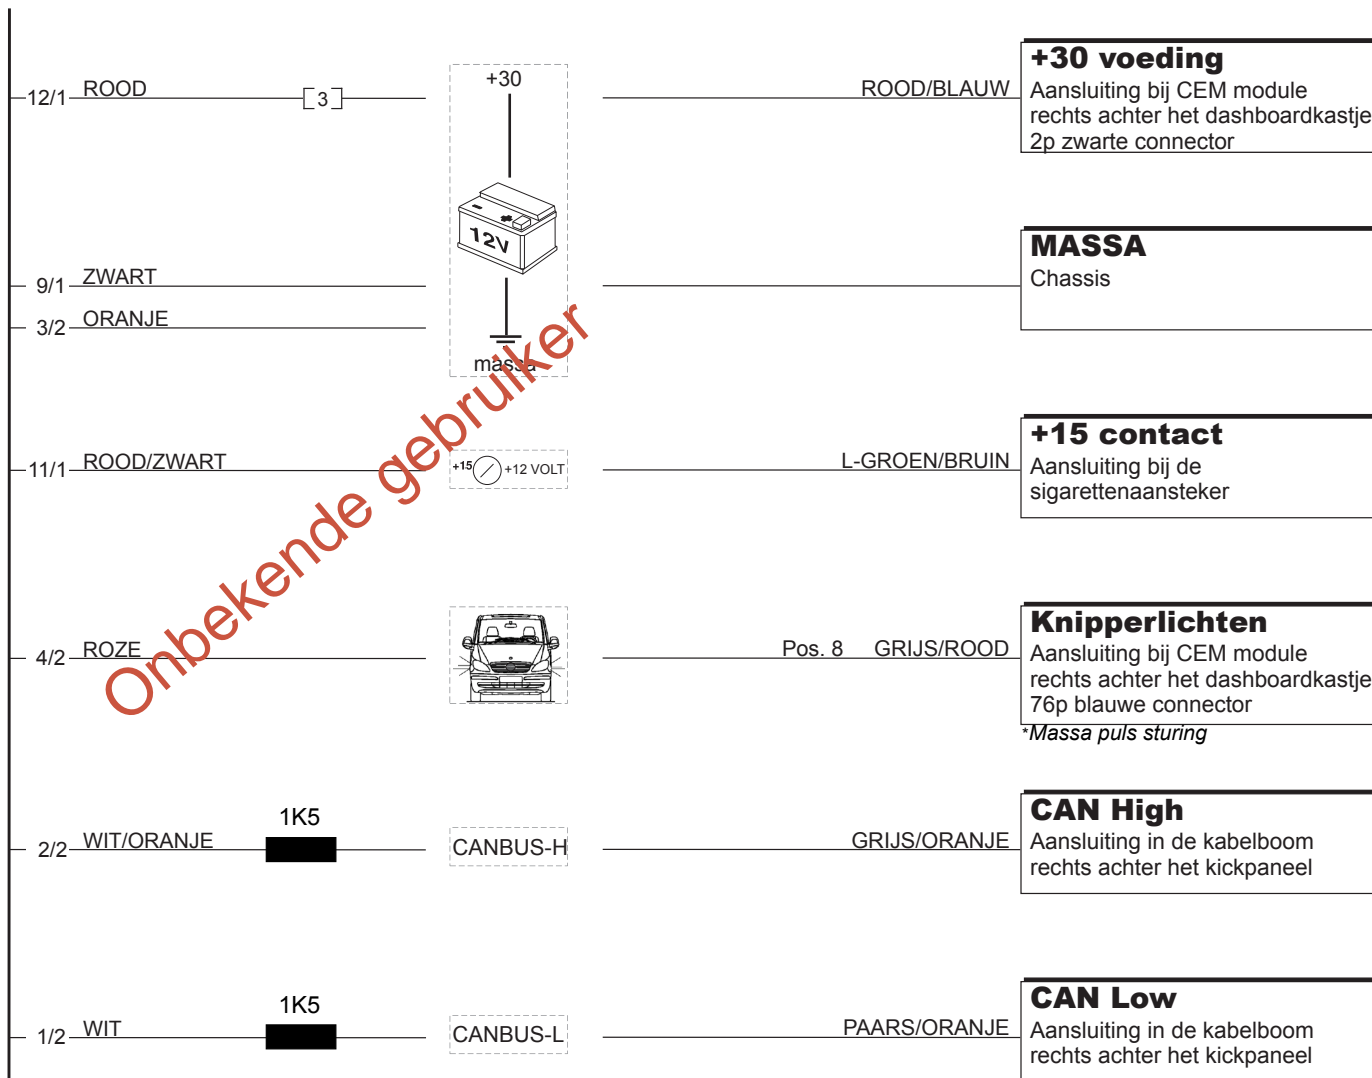 12/1 ROOD [3] +30 ROOD/BLAUW
+30 voeding
Aansluiting bij CEM module
rechts achter het dashboardkastje
2p zwarte connector
12V
9/1 ZWART
3/2 ORANJE
massa
MASSA
Chassis
11/1 ROOD/ZWART +15 +12 VOLT L-GROEN/BRUIN
+15 contact
Aansluiting bij de
sigarettenaansteker
4/2 ROZE Pos. 8 GRIJS/ROOD
Knipperlichten
Aansluiting bij CEM module
rechts achter het dashboardkastje
76p blauwe connector
*Massa puls sturing
1K5
2/2 WIT/ORANJE CANBUS-H GRIJS/ORANJE
CAN High
Aansluiting in de kabelboom
rechts achter het kickpaneel
1K5
1/2 WIT CANBUS-L PAARS/ORANJE
CAN Low
Aansluiting in de kabelboom
rechts achter het kickpaneel
Onbekende gebruiker